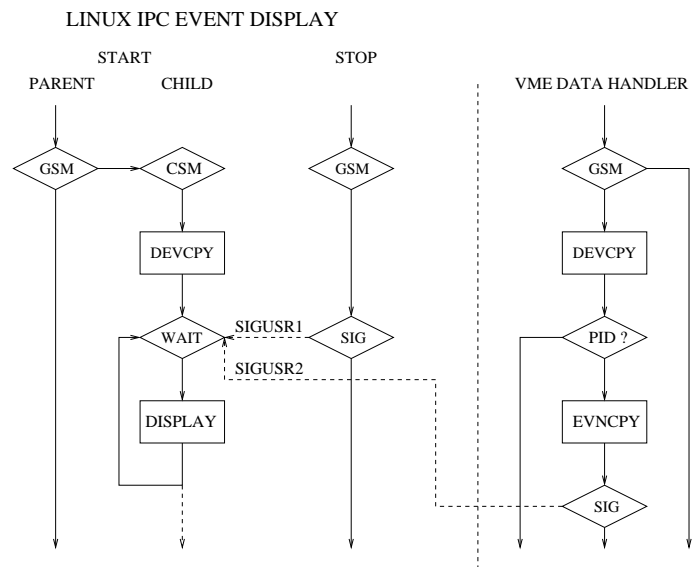 LINUX IPC EVENT DISPLAY
START
STOP
PARENT
CHILD
VME DATA HANDLER
GSM
CSM
GSM
GSM
DEVCPY
DEVCPY
WAIT
SIGUSR1
SIG
PID ?
SIGUSR2
DISPLAY
EVNCPY
SIG